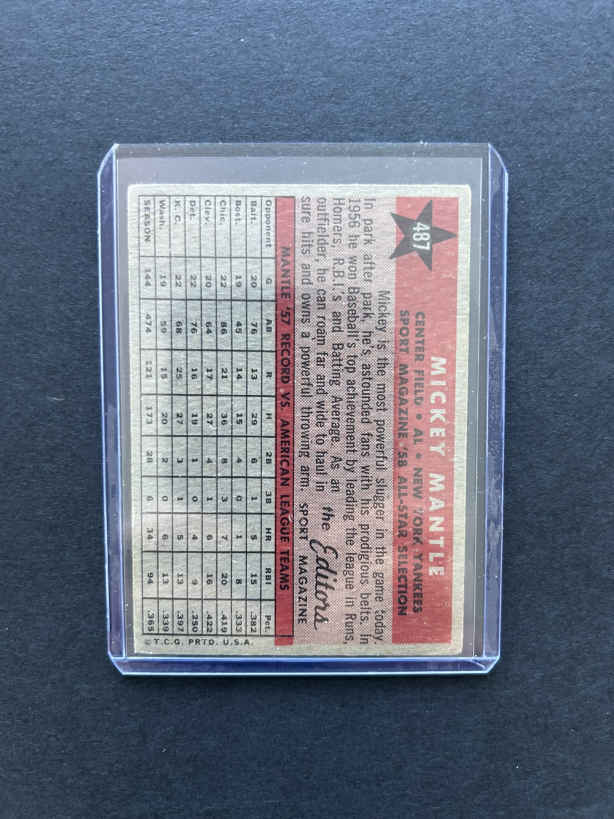 487
MICKEY MANTLE
CENTER FIELD • AL • NEW YORK YANKEES
SPORT MAGAZINE '58 ALL-STAR SELECTION
Mickey is the most powerful slugger in the game today.
In park after park, he's astounded fans with his prodigious belts. In
1956 he won Baseball's top achievement by leading the league in Runs,
Homers, R.B.I.'s and Batting Average. As an
outfielder, he can roam far and wide to haul in
sure hits and owns a powerful throwing arm.
the Editors
SPORT MAGAZINE
MANTLE '57 RECORD VS. AMERICAN LEAGUE TEAMS
Opponent G AB R H 2B 3B HR RBI Pct.
Balt. 20 76 13 29 6 1 5 15 .382
Bost. 19 45 14 15 4 0 1 8 .333
Chic. 22 86 21 36 8 3 7 20 .419
Clev. 20 64 17 27 4 1 6 16 .422
Det. 22 76 16 19 1 0 4 9 .250
K. C. 22 68 25 27 3 1 5 13 .397
Wash. 19 59 15 20 2 0 6 13 .339
SEASON 144 474 121 173 28 6 34 94 .365
© T.C.G. PRTD. U.S.A.